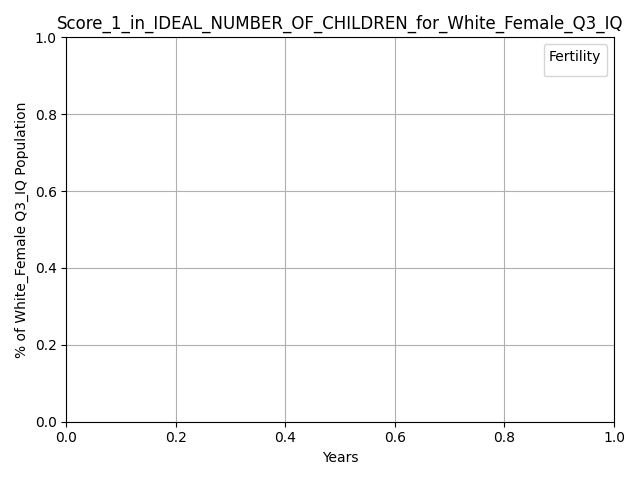 Score_1_in_IDEAL_NUMBER_OF_CHILDREN_for_White_Female_Q3_IQ
Fertility
% of White_Female Q3_IQ Population
1.0
0.8
0.6
0.4
0.2
0.0
0.0 0.2 0.4 0.6 0.8 1.0
Years